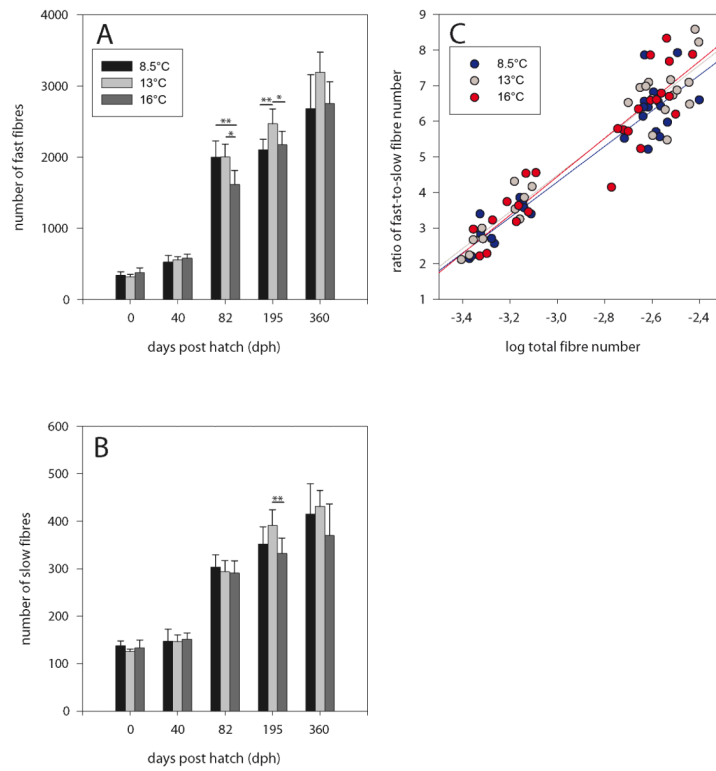 A
number of fast fibres
4000
3000
2000
1000
0
8.5°C
13°C
16°C
**
*
**
*
0 40 82 195 360
days post hatch (dph)
C
ratio of fast-to-slow fibre number
9
8
7
6
5
4
3
2
1
8.5°C
13°C
16°C
-3,4 -3,2 -3,0 -2,8 -2,6 -2,4
log total fibre number
B
number of slow fibres
600
500
400
300
200
100
0
**
0 40 82 195 360
days post hatch (dph)